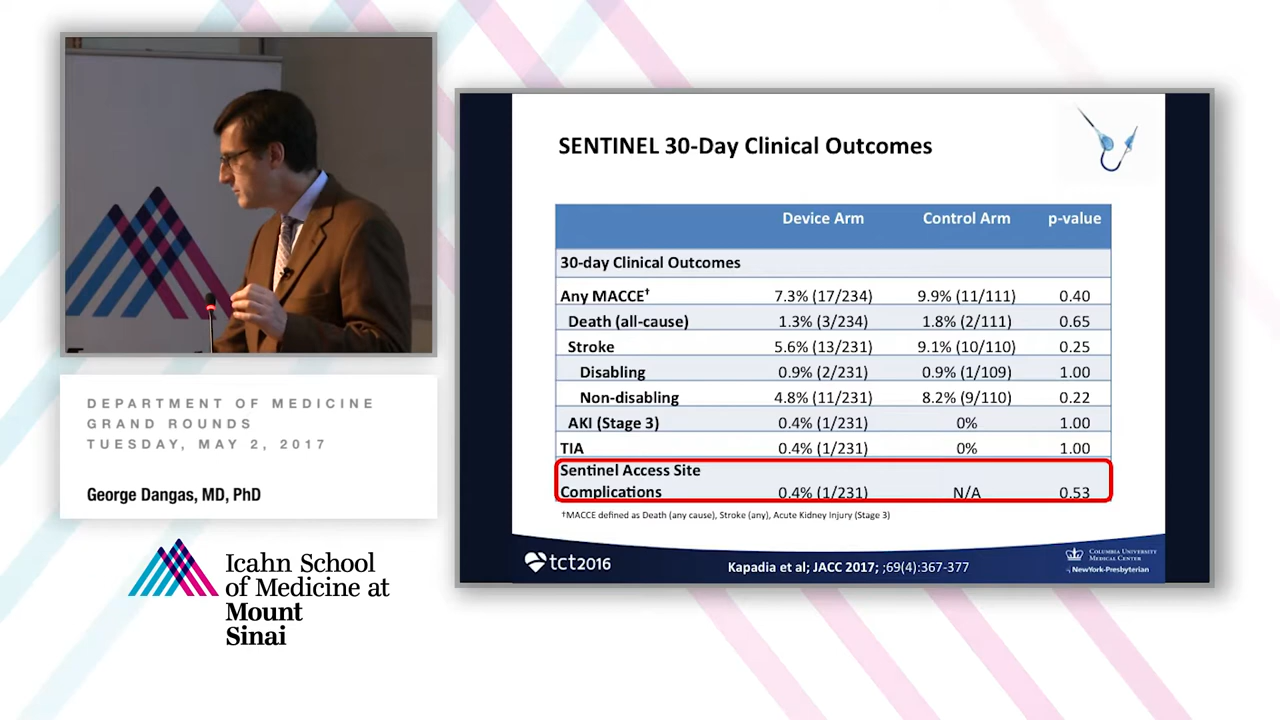 SENTINEL 30-Day Clinical Outcomes
Device Arm Control Arm p-value
30-day Clinical Outcomes
Any MACCE† 7.3% (17/234) 9.9% (11/111) 0.40
Death (all-cause) 1.3% (3/234) 1.8% (2/111) 0.65
Stroke 5.6% (13/231) 9.1% (10/110) 0.25
Disabling 0.9% (2/231) 0.9% (1/109) 1.00
Non-disabling 4.8% (11/231) 8.2% (9/110) 0.22
AKI (Stage 3) 0.4% (1/231) 0% 1.00
TIA 0.4% (1/231) 0% 1.00
Sentinel Access Site
Complications 0.4% (1/231) N/A 0.53
†MACCE defined as Death (any cause), Stroke (any), Acute Kidney Injury (Stage 3)
tct2016
Kapadia et al; JACC 2017; ;69(4):367-377
COLUMBIA UNIVERSITY
MEDICAL CENTER
NewYork-Presbyterian
DEPARTMENT OF MEDICINE
GRAND ROUNDS
TUESDAY, MAY 2, 2017
George Dangas, MD, PhD
Icahn School
of Medicine at
Mount
Sinai